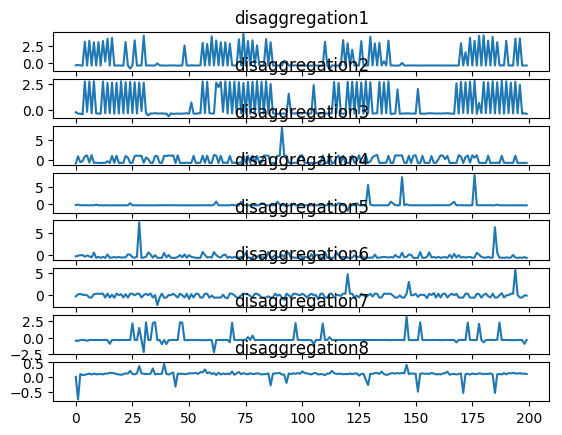 disaggregation1
2.5
0.0
disaggregation2
2.5
0.0
disaggregation3
5
0
disaggregation4
5
0
disaggregation5
5
0
disaggregation6
5
0
disaggregation7
2.5
0.0
−2.5
disaggregation8
0.5
0.0
−0.5
0 25 50 75 100 125 150 175 200